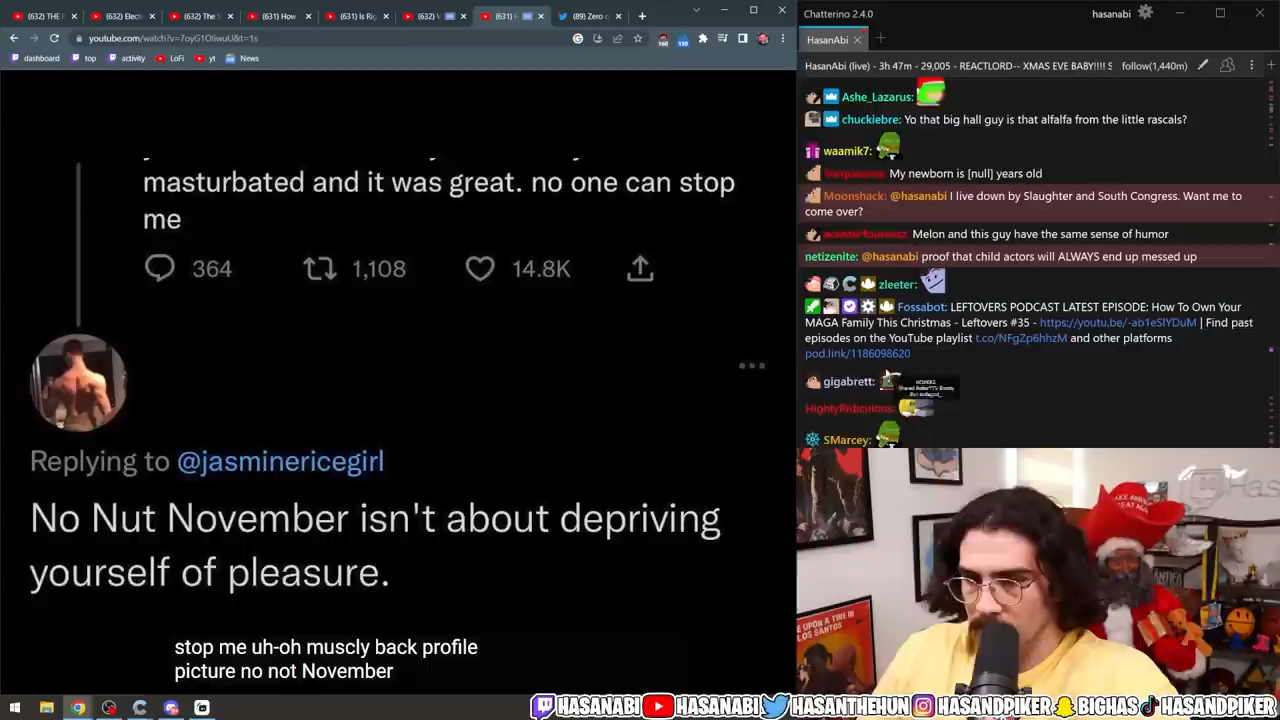 (632) THE F
(632) Electi
(632) The S
(631) How
(631) Is Rig
(632) V
(631) H
(89) Zero c
youtube.com/watch?v=7oyG1OliwuU&t=1s
dashboard
top
activity
LoFi
yt
News
masturbated and it was great. no one can stop
me
364
1,108
14.8K
Replying to @jasminericegirl
No Nut November isn't about depriving
yourself of pleasure.
stop me uh-oh muscly back profile
picture no not November
Chatterino 2.4.0
hasanabi
HasanAbi
HasanAbi (live) - 3h 47m - 29,005 - REACTLORD-- XMAS EVE BABY!!!! S follow(1,440m)
Ashe_Lazarus:
chuckiebre: Yo that big hall guy is that alfalfa from the little rascals?
waamik7:
My newborn is [null] years old
Moonshack: @hasanabi I live down by Slaughter and South Congress. Want me to
come over?
Melon and this guy have the same sense of humor
netizenite: @hasanabi proof that child actors will ALWAYS end up messed up
zleeter:
Fossabot: LEFTOVERS PODCAST LATEST EPISODE: How To Own Your
MAGA Family This Christmas - Leftovers #35 - https://youtu.be/-ab1eSIYDuM | Find past
episodes on the YouTube playlist t.co/NFgZp6hhzM and other platforms
pod.link/1186098620
gigabrett:
HightyRidiculous:
SMarcey:
HASANABI HASANABI HASANTHEHUN HASANDPIKER BIGHAS HASANDPIKER